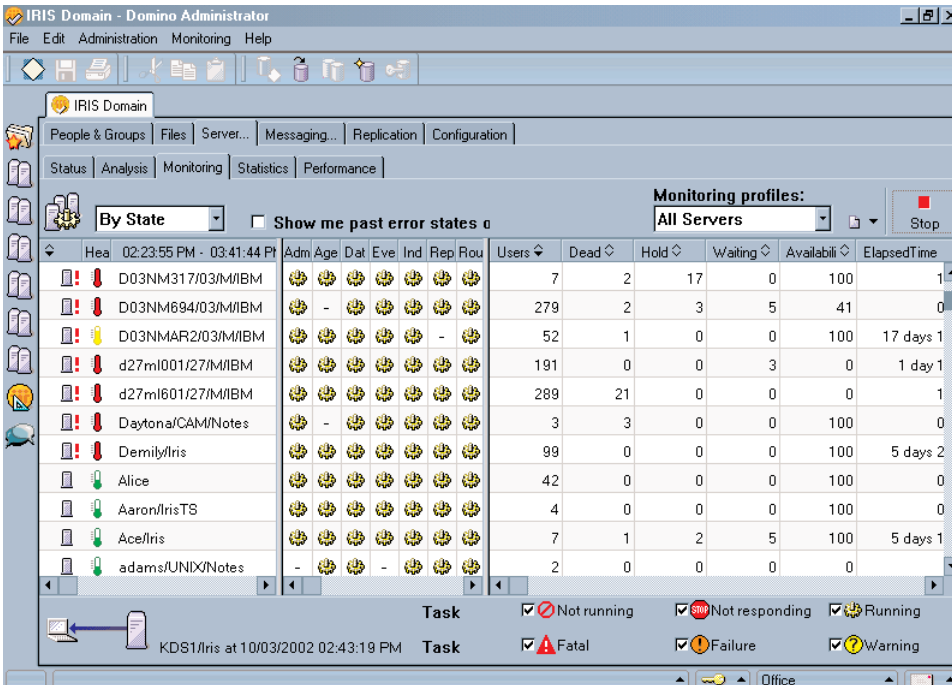 IRIS Domain - Domino Administrator
File Edit Administration Monitoring Help
IRIS Domain
People & Groups Files Server... Messaging... Replication Configuration
Status Analysis Monitoring Statistics Performance
Monitoring profiles:
By State Show me past error states o All Servers Stop
Hea 02:23:55 PM - 03:41:44 PM Adm Age Dat Eve Ind Rep Rou Users Dead Hold Waiting Availabili ElapsedTime
D03NM317/03/M/IBM 7 2 17 0 100 1
D03NM694/03/M/IBM - 279 2 3 5 41 0
D03NMAR2/03/M/IBM - 52 1 0 0 100 17 days 1
d27ml001/27/M/IBM 191 0 0 3 0 1 day 1
d27ml601/27/M/IBM 289 21 0 0 0 1
Daytona/CAM/Notes - 3 3 0 0 100 0
Demily/Iris 99 0 0 0 100 5 days 2
Alice 42 0 0 0 100 0
Aaron/IrisTS 4 0 0 0 100 0
Ace/Iris 7 1 2 5 100 5 days 1
adams/UNIX/Notes - - 2 0 0 0 0
Task Not running STOP Not responding Running
KDS1/Iris at 10/03/2002 02:43:19 PM Task Fatal Failure Warning
Office